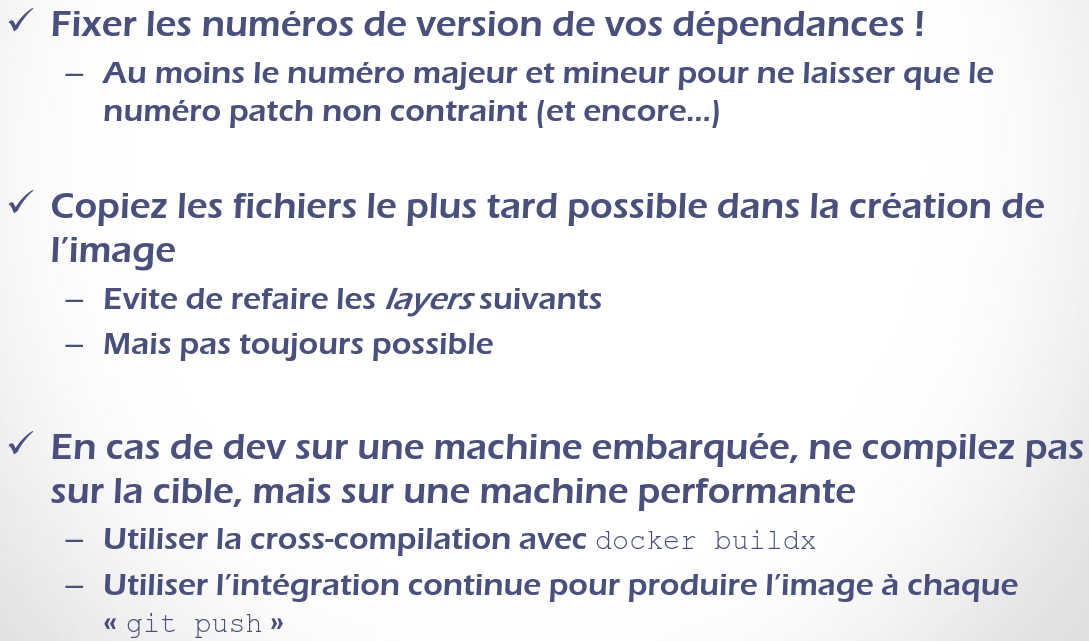 ✓ Fixer les numéros de version de vos dépendances !
– Au moins le numéro majeur et mineur pour ne laisser que le
numéro patch non contraint (et encore...)
✓ Copiez les fichiers le plus tard possible dans la création de
l'image
– Evite de refaire les layers suivants
– Mais pas toujours possible
✓ En cas de dev sur une machine embarquée, ne compilez pas
sur la cible, mais sur une machine performante
– Utiliser la cross-compilation avec docker buildx
– Utiliser l'intégration continue pour produire l'image à chaque
« git push »